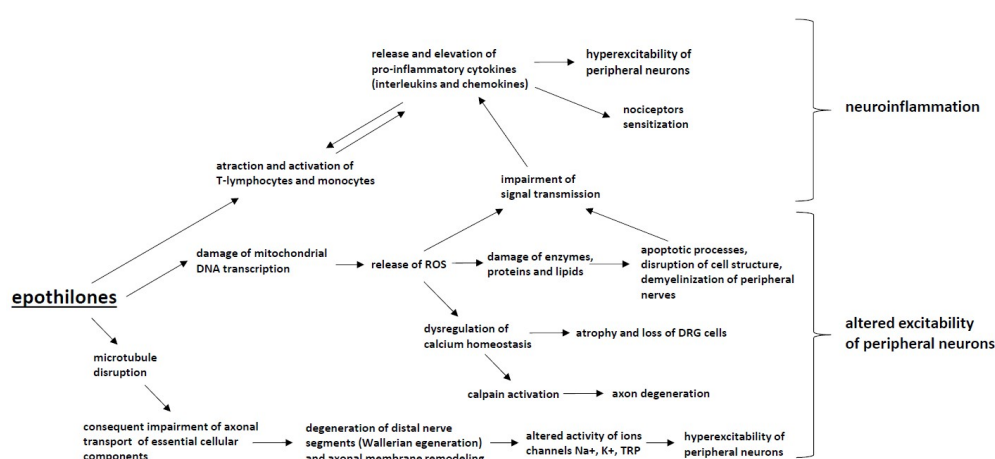 release and elevation of
pro-inflammatory cytokines
(interleukins and chemokines)
hyperexcitability of
peripheral neurons
nociceptors
sensitization
neuroinflammation
atraction and activation of
T-lymphocytes and monocytes
impairment of
signal transmission
damage of mitochondrial
DNA transcription
release of ROS
damage of enzymes,
proteins and lipids
apoptotic processes,
disruption of cell structure,
demyelinization of peripheral
nerves
epothilones
dysregulation of
calcium homeostasis
atrophy and loss of DRG cells
altered excitability
of peripheral neurons
microtubule
disruption
calpain activation
axon degeneration
consequent impairment of axonal
transport of essential cellular
components
degeneration of distal nerve
segments (Wallerian egeneration)
and axonal membrane remodeling
altered activity of ions
channels Na+, K+, TRP
hyperexcitability of
peripheral neurons